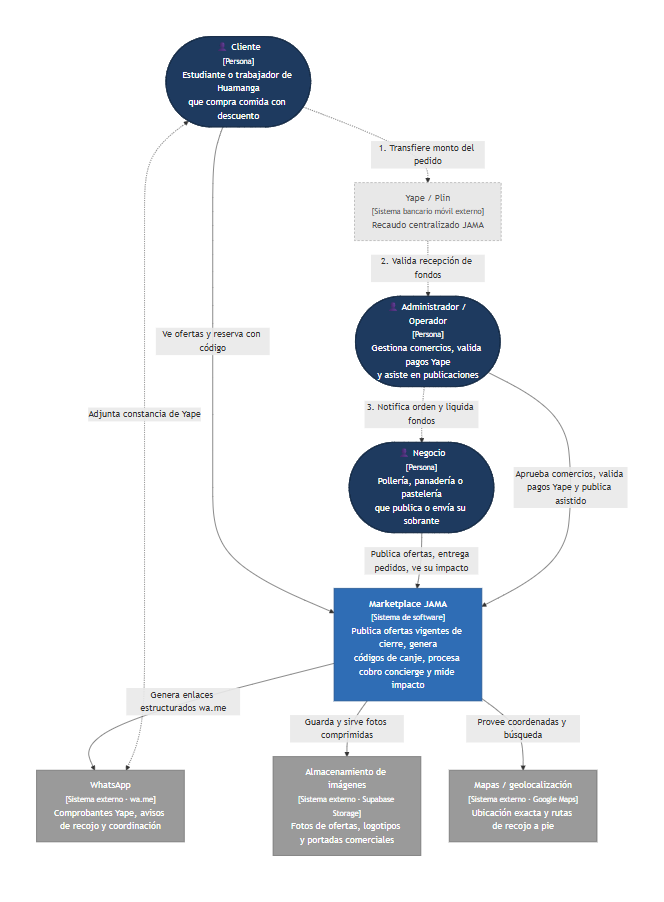 Cliente
[Persona]
Estudiante o trabajador de
Huamanga
que compra comida con
descuento
1. Transfiere monto del
pedido
Yape / Plin
[Sistema bancario móvil externo]
Recaudo centralizado JAMA
2. Valida recepción de
fondos
Administrador /
Operador
[Persona]
Gestiona comercios, valida
pagos Yape
y asiste en publicaciones
Ve ofertas y reserva con
código
Adjunta constancia de Yape
3. Notifica orden y liquida
fondos
Negocio
[Persona]
Pollería, panadería o
pastelería
que publica o envía su
sobrante
Aprueba comercios, valida
pagos Yape y publica
asistido
Publica ofertas, entrega
pedidos, ve su impacto
Marketplace JAMA
[Sistema de software]
Publica ofertas vigentes de
cierre, genera
códigos de canje, procesa
cobro concierge y mide
impacto
Genera enlaces
estructurados wa.me
Guarda y sirve fotos
comprimidas
Provee coordenadas y
búsqueda
WhatsApp
[Sistema externo · wa.me]
Comprobantes Yape, avisos
de recojo y coordinación
Almacenamiento de
imágenes
[Sistema externo · Supabase
Storage]
Fotos de ofertas, logotipos
y portadas comerciales
Mapas / geolocalización
[Sistema externo · Google Maps]
Ubicación exacta y rutas
de recojo a pie